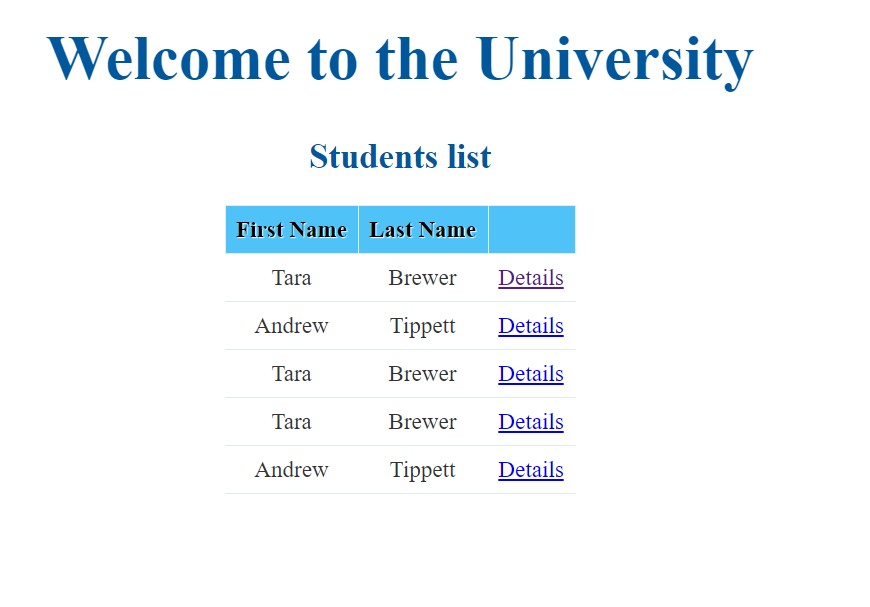 Welcome to the University
Students list
First Name Last Name
Tara Brewer Details
Andrew Tippett Details
Tara Brewer Details
Tara Brewer Details
Andrew Tippett Details